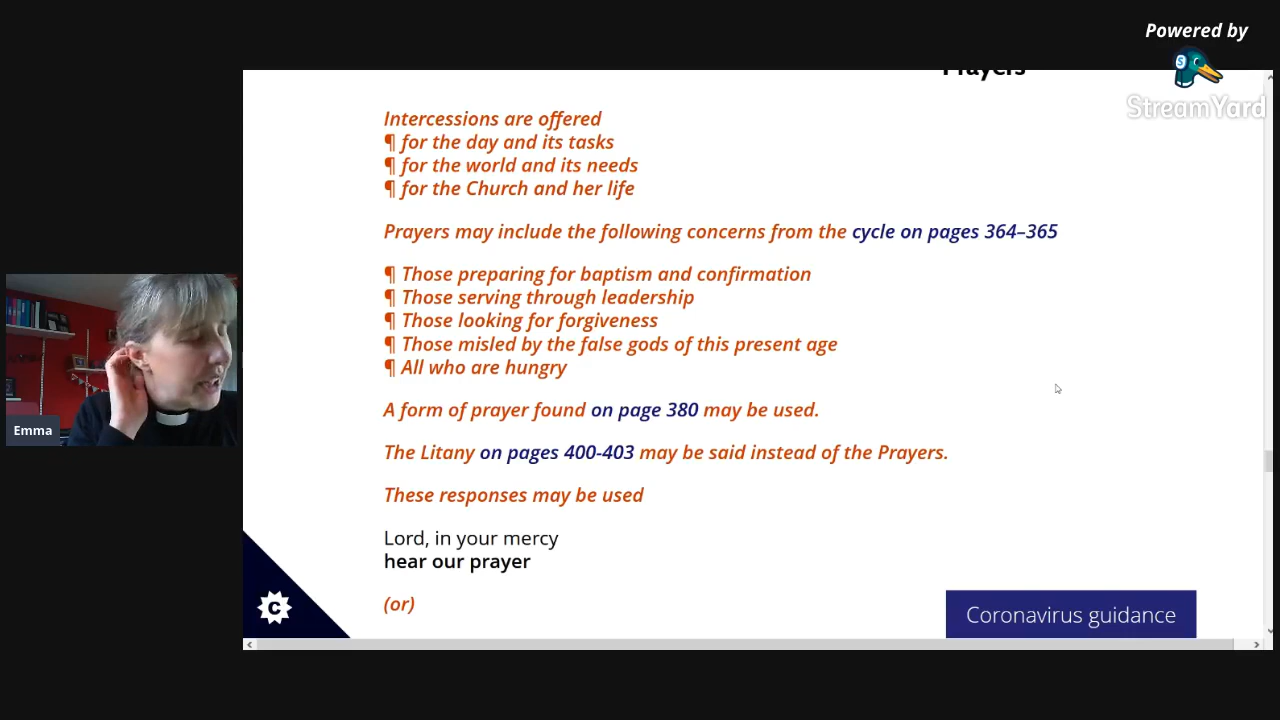 Powered by
StreamYard
Prayers
Intercessions are offered
¶ for the day and its tasks
¶ for the world and its needs
¶ for the Church and her life
Prayers may include the following concerns from the cycle on pages 364–365
¶ Those preparing for baptism and confirmation
¶ Those serving through leadership
¶ Those looking for forgiveness
¶ Those misled by the false gods of this present age
¶ All who are hungry
A form of prayer found on page 380 may be used.
The Litany on pages 400-403 may be said instead of the Prayers.
These responses may be used
Lord, in your mercy
hear our prayer
(or)
Emma
C
Coronavirus guidance